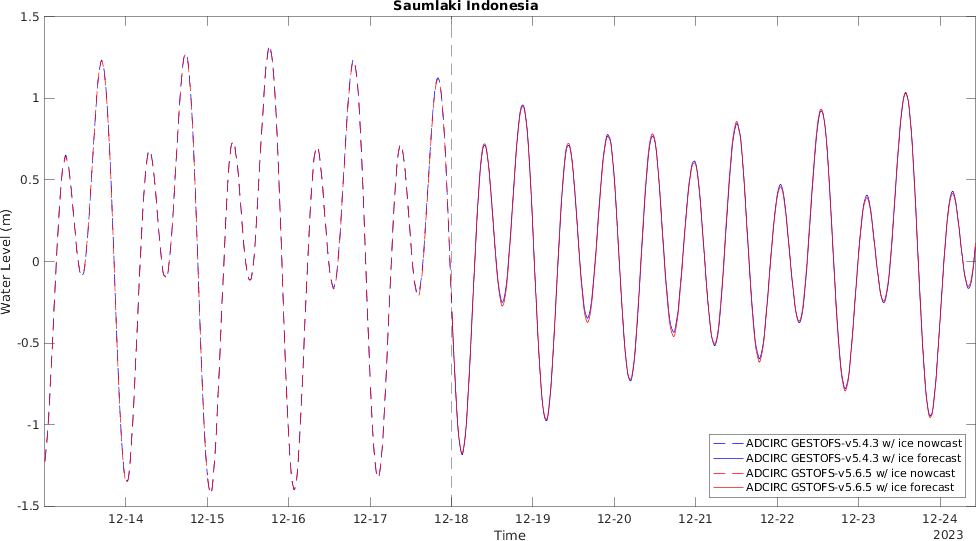 Saumlaki Indonesia
1.5
1
0.5
0
-0.5
-1
-1.5
Water Level (m)
ADCIRC GESTOFS-v5.4.3 w/ ice nowcast
ADCIRC GESTOFS-v5.4.3 w/ ice forecast
ADCIRC GSTOFS-v5.6.5 w/ ice nowcast
ADCIRC GSTOFS-v5.6.5 w/ ice forecast
12-14 12-15 12-16 12-17 12-18 12-19 12-20 12-21 12-22 12-23 12-24
Time
2023